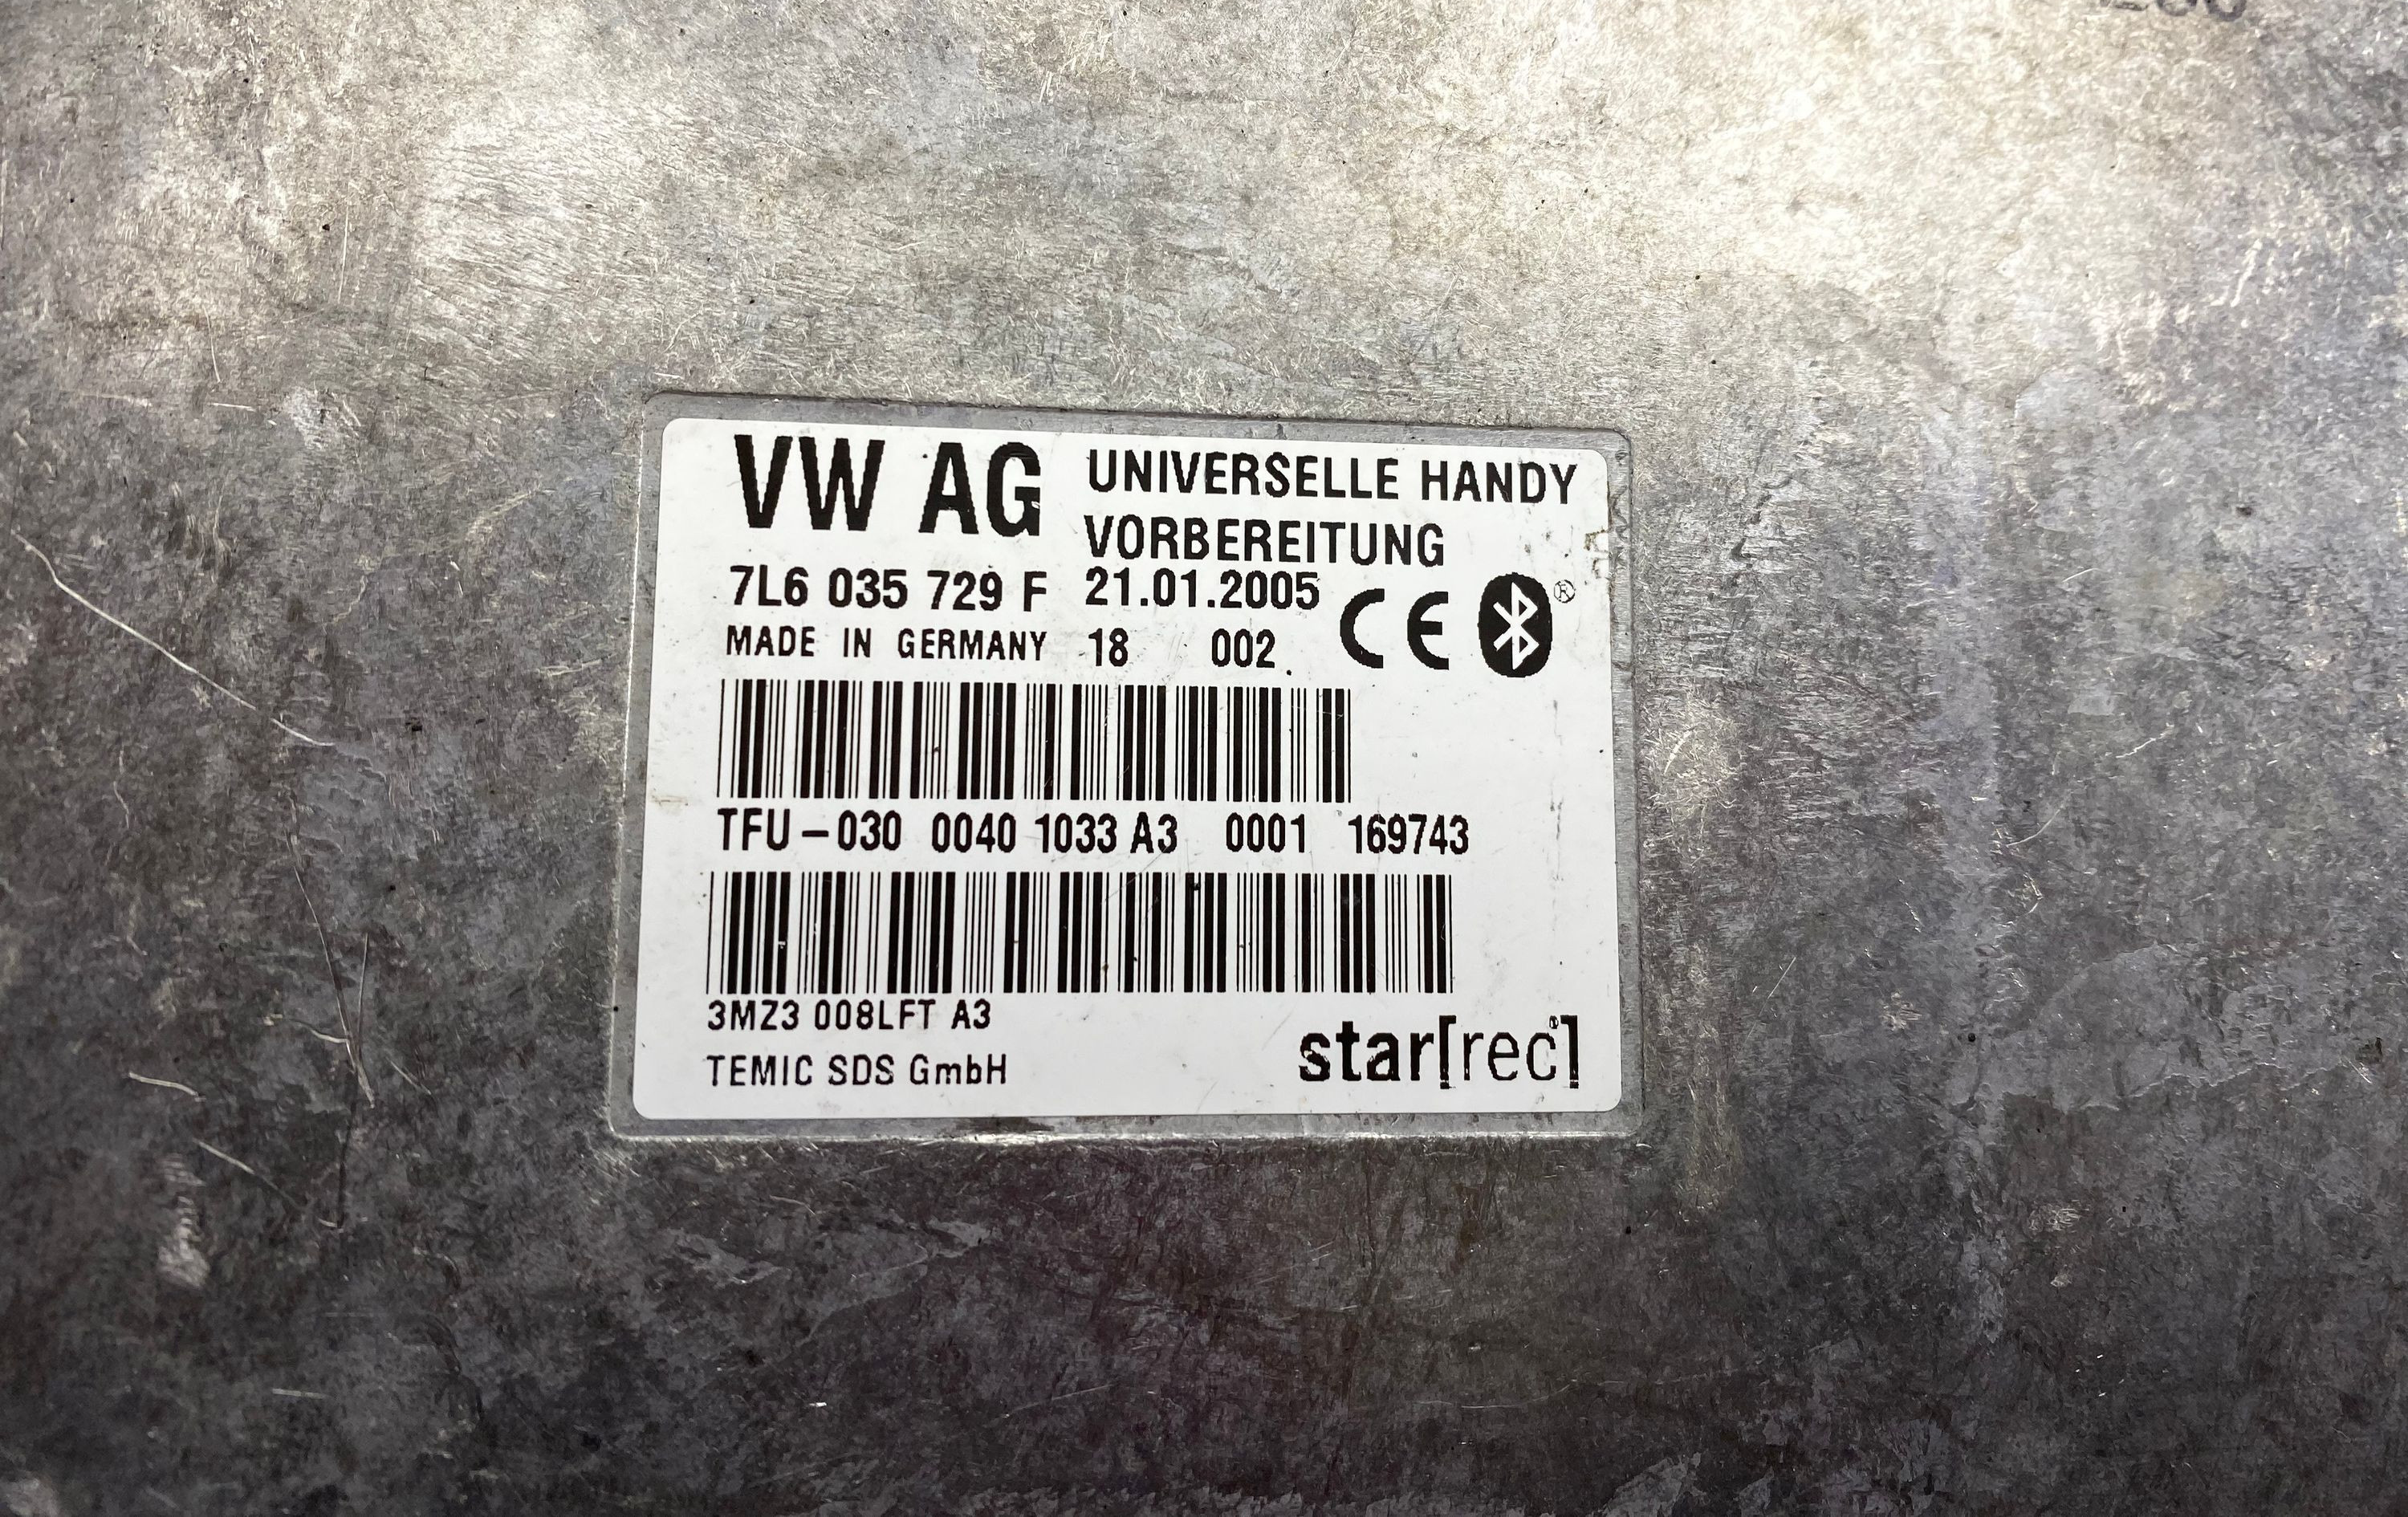 VW AG UNIVERSELLE HANDY
VORBEREITUNG
7L6 035 729 F 21.01.2005
MADE IN GERMANY 18 002 CE ®
TFU-030 0040 1033 A3 0001 169743
3MZ3 008LFT A3
TEMIC SDS GmbH star[rec®]